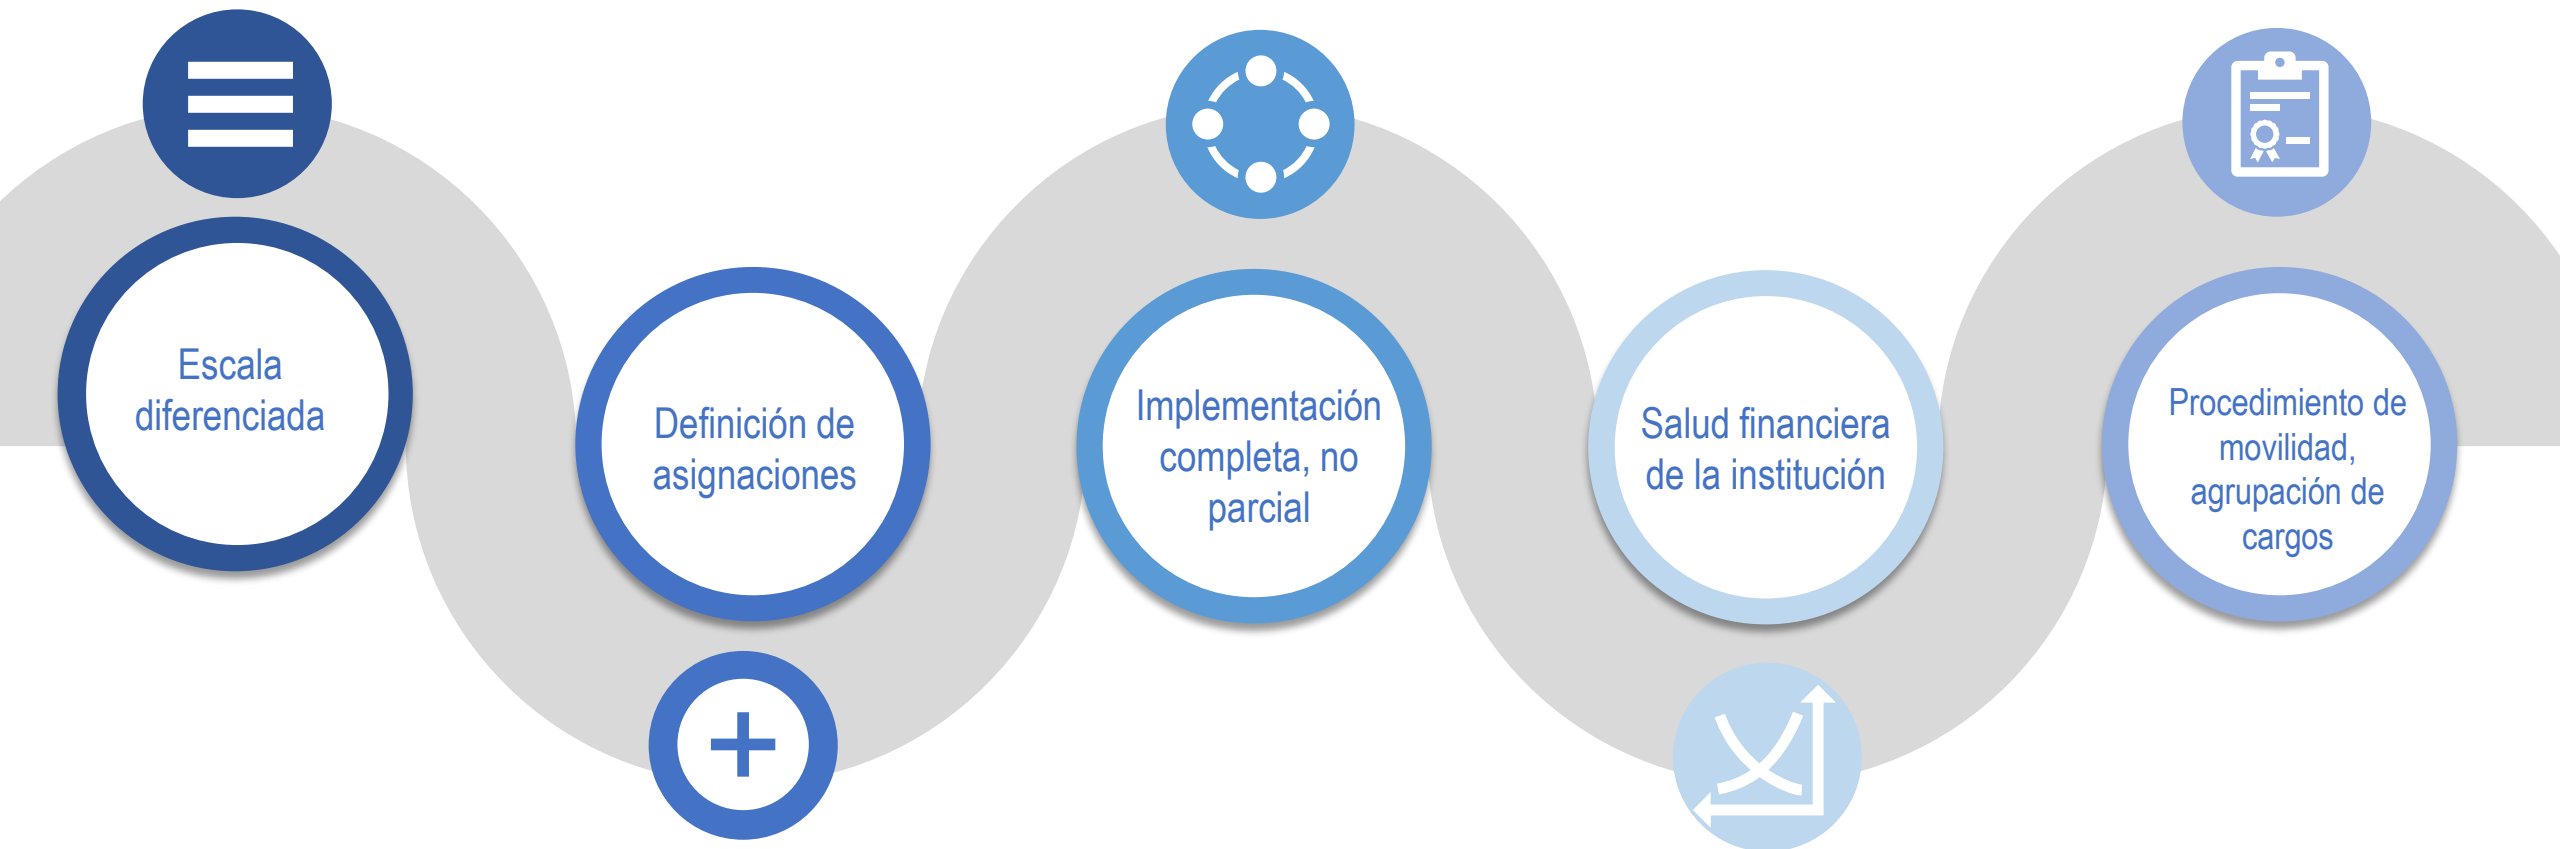 Escala
diferenciada
Definición de
asignaciones
Implementación
completa, no
parcial
Salud financiera
de la institución
Procedimiento de
movilidad,
agrupación de
cargos